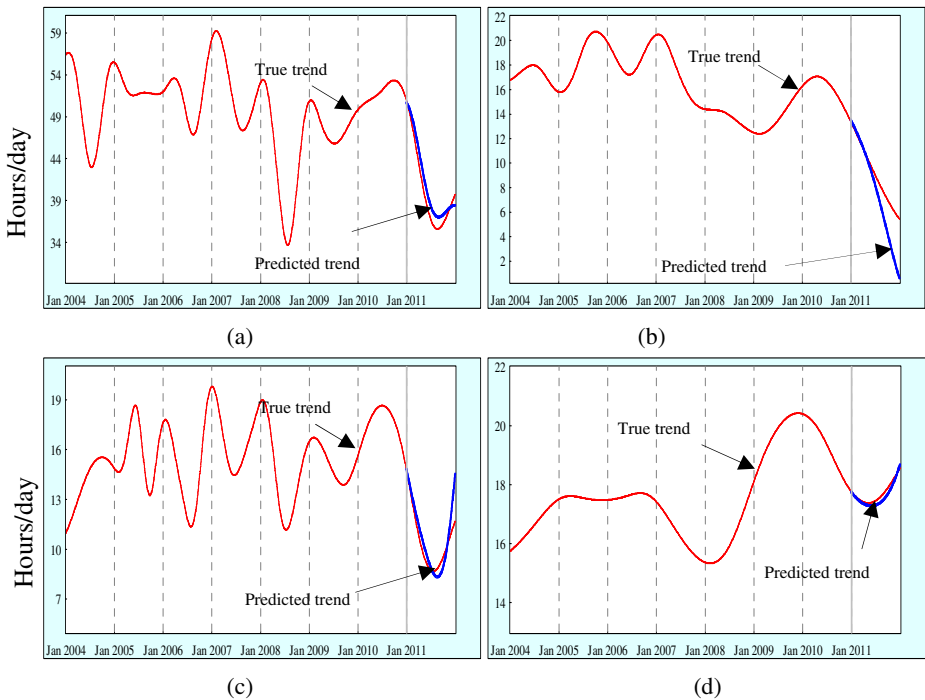 59
54
49
44
39
34
Hours/day
True trend
Predicted trend
Jan 2004 Jan 2005 Jan 2006 Jan 2007 Jan 2008 Jan 2009 Jan 2010 Jan 2011
(a)
22
20
18
16
14
12
10
8
6
4
2
True trend
Predicted trend
Jan 2004 Jan 2005 Jan 2006 Jan 2007 Jan 2008 Jan 2009 Jan 2010 Jan 2011
(b)
19
16
13
10
7
Hours/day
True trend
Predicted trend
Jan 2004 Jan 2005 Jan 2006 Jan 2007 Jan 2008 Jan 2009 Jan 2010 Jan 2011
(c)
22
20
18
16
14
True trend
Predicted trend
Jan 2004 Jan 2005 Jan 2006 Jan 2007 Jan 2008 Jan 2009 Jan 2010 Jan 2011
(d)